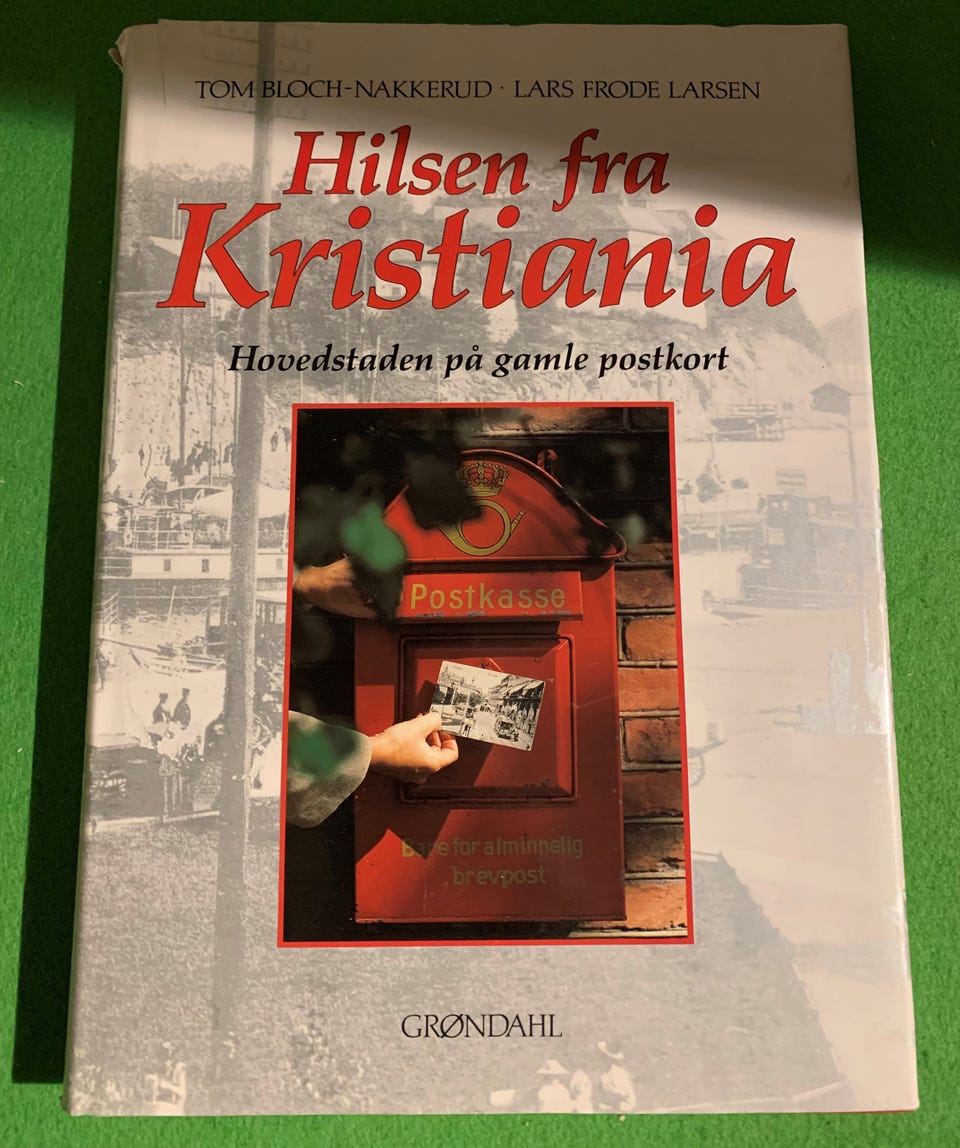 TOM BLOCH-NAKKERUD · LARS FRODE LARSEN
Hilsen fra
Kristiania
Hovedstaden på gamle postkort
Postkasse
Bare for alminnelig
brevpost
GRØNDAHL